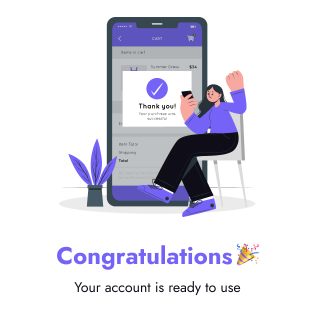 CART
Items in cart
Summer Dress $34
Thank you!
Your purchase was
successful
Item Total
Shipping
Total
Congratulations🎉
Your account is ready to use